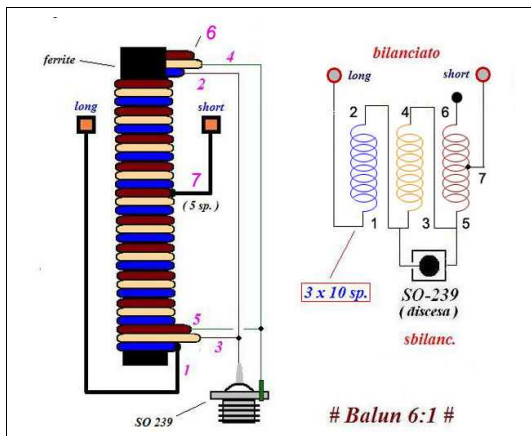 6
ferrite
4
2
long
short
7
( 5 sp. )
5
3
1
SO 239
bilanciato
long
short
2
4
6
7
1
3
5
3 x 10 sp.
SO-239
( discesa )
sbilanc.
# Balun 6:1 #